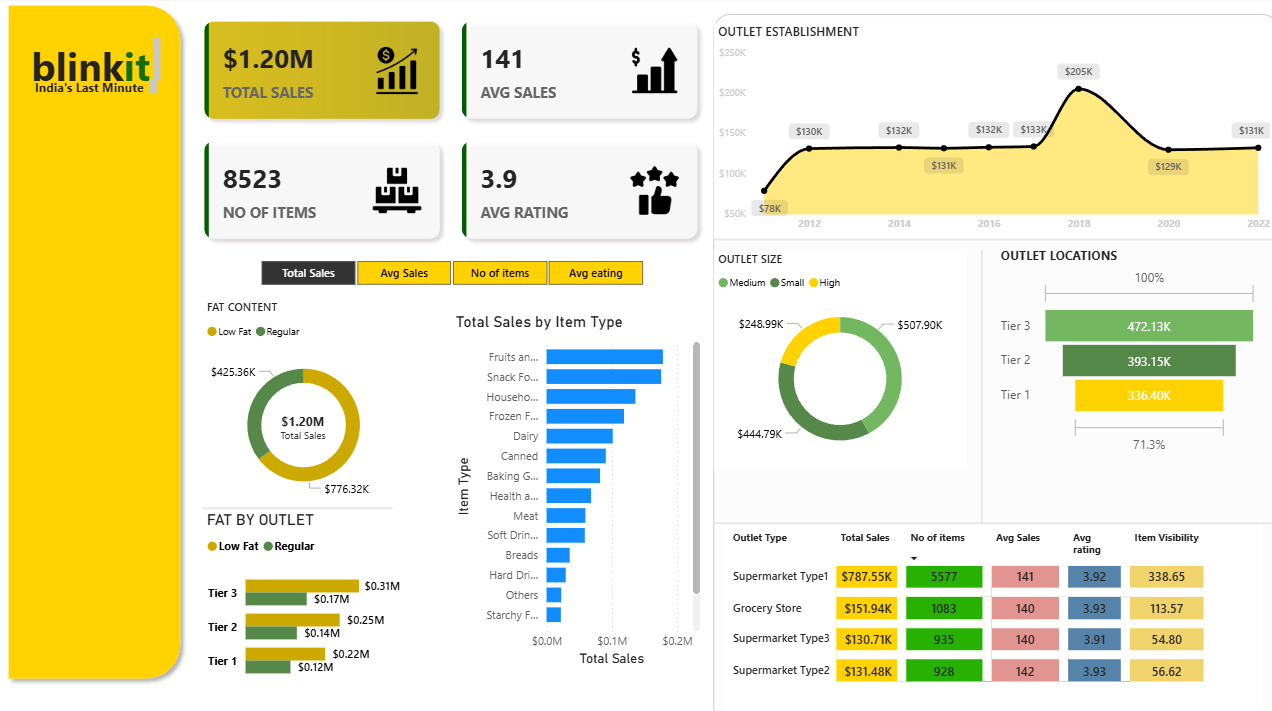 blinkit
India's Last Minute
$1.20M
TOTAL SALES
141
AVG SALES
8523
NO OF ITEMS
3.9
AVG RATING
Total Sales
Avg Sales
No of items
Avg eating
FAT CONTENT
Low Fat
Regular
$425.36K
$1.20M
Total Sales
$776.32K
FAT BY OUTLET
Low Fat
Regular
Tier 3
$0.31M
$0.17M
Tier 2
$0.25M
$0.14M
Tier 1
$0.22M
$0.12M
Total Sales by Item Type
Item Type
Fruits an...
Snack Fo...
Househo...
Frozen F...
Dairy
Canned
Baking G...
Health a...
Meat
Soft Drin...
Breads
Hard Dri...
Others
Starchy F...
$0.0M
$0.1M
$0.2M
Total Sales
OUTLET ESTABLISHMENT
$250K
$200K
$150K
$100K
$50K
$78K
$130K
$132K
$131K
$132K
$133K
$205K
$129K
$131K
2012
2014
2016
2018
2020
2022
OUTLET SIZE
Medium
Small
High
$248.99K
$507.90K
$444.79K
OUTLET LOCATIONS
100%
Tier 3
472.13K
Tier 2
393.15K
Tier 1
336.40K
71.3%
Outlet Type Total Sales No of items Avg Sales Avg rating Item Visibility
Supermarket Type1 $787.55K 5577 141 3.92 338.65
Grocery Store $151.94K 1083 140 3.93 113.57
Supermarket Type3 $130.71K 935 140 3.91 54.80
Supermarket Type2 $131.48K 928 142 3.93 56.62